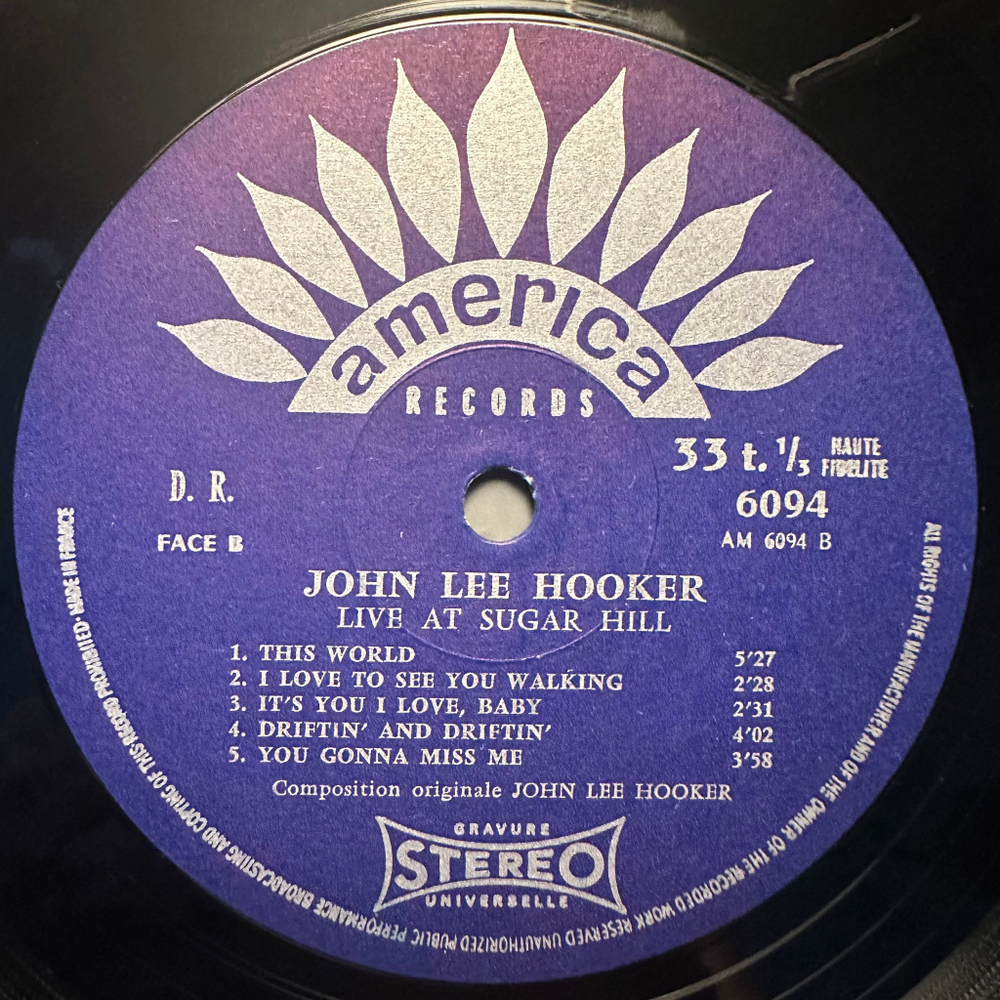 america
RECORDS
33 t. 1/3 HAUTE FIDELITE
D. R.
6094
FACE B
AM 6094 B
JOHN LEE HOOKER
LIVE AT SUGAR HILL
1. THIS WORLD 5'27
2. I LOVE TO SEE YOU WALKING 2'28
3. IT'S YOU I LOVE, BABY 2'31
4. DRIFTIN' AND DRIFTIN' 4'02
5. YOU GONNA MISS ME 3'58
Composition originale JOHN LEE HOOKER
GRAVURE
STEREO
UNIVERSELLE
ALL RIGHTS OF THE MANUFACTURER AND OF THE OWNER OF THE RECORDED WORK RESERVED UNAUTHORIZED PUBLIC PERFORMANCE BROADCASTING AND COPYING OF THIS RECORD PROHIBITED · MADE IN FRANCE